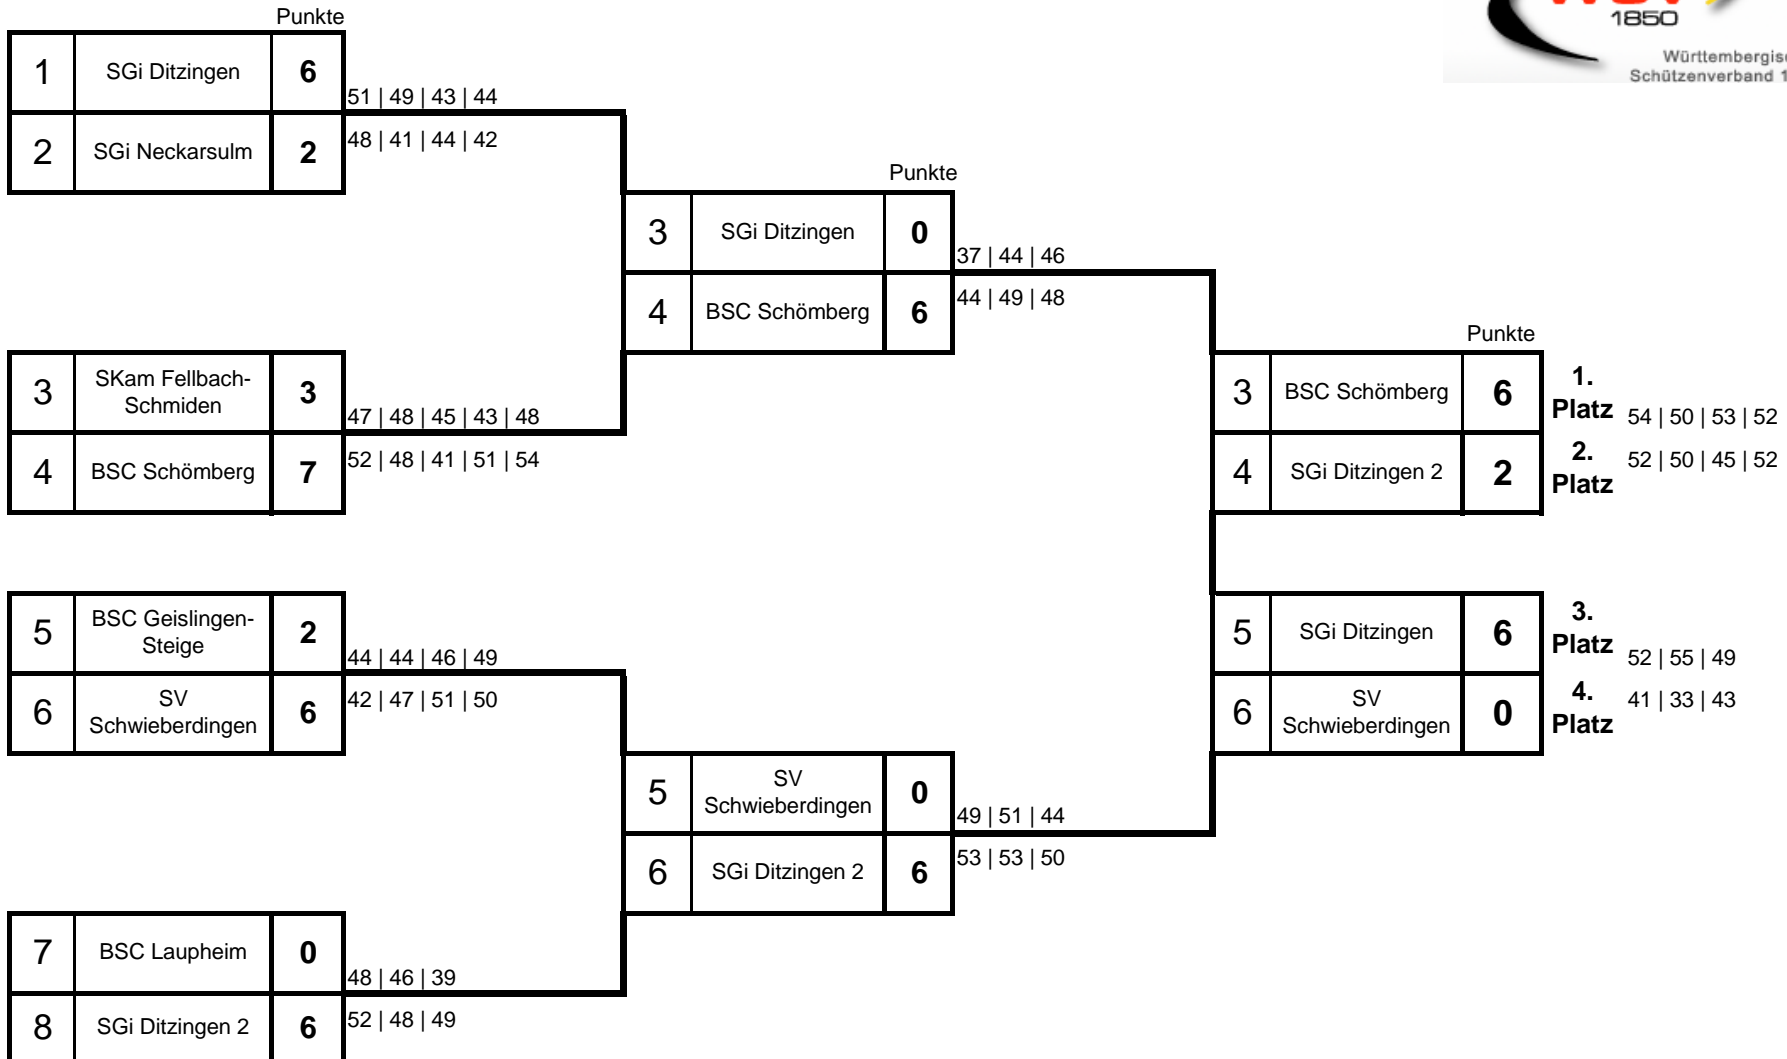 Punkte
1 SGi Ditzingen 6
51 | 49 | 43 | 44
2 SGi Neckarsulm 2
48 | 41 | 44 | 42
3 SKam Fellbach-
Schmiden 3
47 | 48 | 45 | 43 | 48
4 BSC Schömberg 7
52 | 48 | 41 | 51 | 54
5 BSC Geislingen-
Steige 2
44 | 44 | 46 | 49
6 SV
Schwieberdingen 6
42 | 47 | 51 | 50
7 BSC Laupheim 0
48 | 46 | 39
8 SGi Ditzingen 2 6
52 | 48 | 49
Punkte
3 SGi Ditzingen 0
37 | 44 | 46
4 BSC Schömberg 6
44 | 49 | 48
5 SV
Schwieberdingen 0
49 | 51 | 44
6 SGi Ditzingen 2 6
53 | 53 | 50
Punkte
3 BSC Schömberg 6
1.
Platz 54 | 50 | 53 | 52
4 SGi Ditzingen 2 2
2.
Platz 52 | 50 | 45 | 52
5 SGi Ditzingen 6
3.
Platz 52 | 55 | 49
6 SV
Schwieberdingen 0
4.
Platz 41 | 33 | 43
1850
Württembergisc
Schützenverband 1